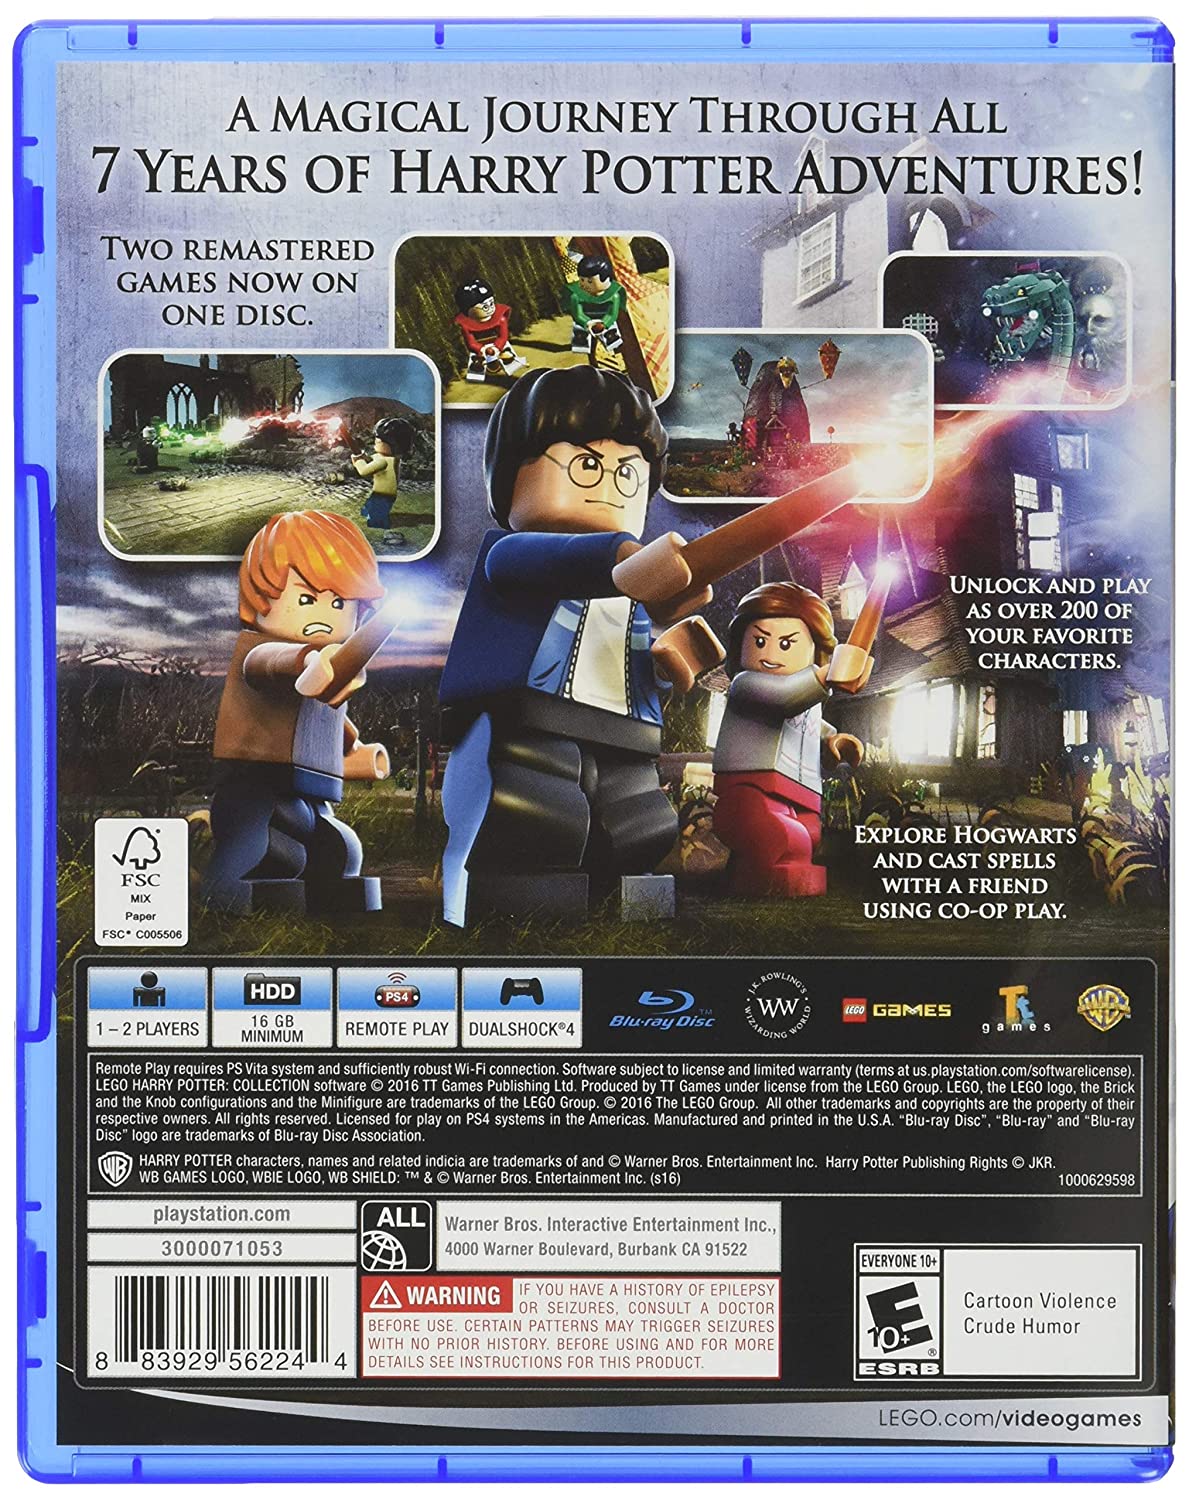 A Magical Journey Through All
7 Years of Harry Potter Adventures!
Two remastered
games now on
one disc.
Unlock and play
as over 200 of
your favorite
characters.
Explore Hogwarts
and cast spells
with a friend
using co-op play.
FSC
MIX
Paper
FSC® C005506
1 – 2 PLAYERS
HDD
16 GB
MINIMUM
PS4
REMOTE PLAY
DUALSHOCK®4
Blu-ray Disc™
J.K. ROWLING'S
WW
WIZARDING WORLD
LEGO GAMES
TT games
WB
Remote Play requires PS Vita system and sufficiently robust Wi-Fi connection. Software subject to license and limited warranty (terms at us.playstation.com/softwarelicense).
LEGO HARRY POTTER: COLLECTION software © 2016 TT Games Publishing Ltd. Produced by TT Games under license from the LEGO Group. LEGO, the LEGO logo, the Brick
and the Knob configurations and the Minifigure are trademarks of the LEGO Group. © 2016 The LEGO Group. All other trademarks and copyrights are the property of their
respective owners. All rights reserved. Licensed for play on PS4 systems in the Americas. Manufactured and printed in the U.S.A. “Blu-ray Disc”, “Blu-ray” and “Blu-ray
Disc” logo are trademarks of Blu-ray Disc Association.
WB
HARRY POTTER characters, names and related indicia are trademarks of and © Warner Bros. Entertainment Inc. Harry Potter Publishing Rights © JKR.
WB GAMES LOGO, WBIE LOGO, WB SHIELD: ™ & © Warner Bros. Entertainment Inc. (s16)
1000629598
playstation.com
3000071053
8 83929 56224 4
ALL
Warner Bros. Interactive Entertainment Inc.,
4000 Warner Boulevard, Burbank CA 91522
WARNING
IF YOU HAVE A HISTORY OF EPILEPSY
OR SEIZURES, CONSULT A DOCTOR
BEFORE USE. CERTAIN PATTERNS MAY TRIGGER SEIZURES
WITH NO PRIOR HISTORY. BEFORE USING AND FOR MORE
DETAILS SEE INSTRUCTIONS FOR THIS PRODUCT.
EVERYONE 10+
E
10+
®
ESRB
Cartoon Violence
Crude Humor
LEGO.com/videogames